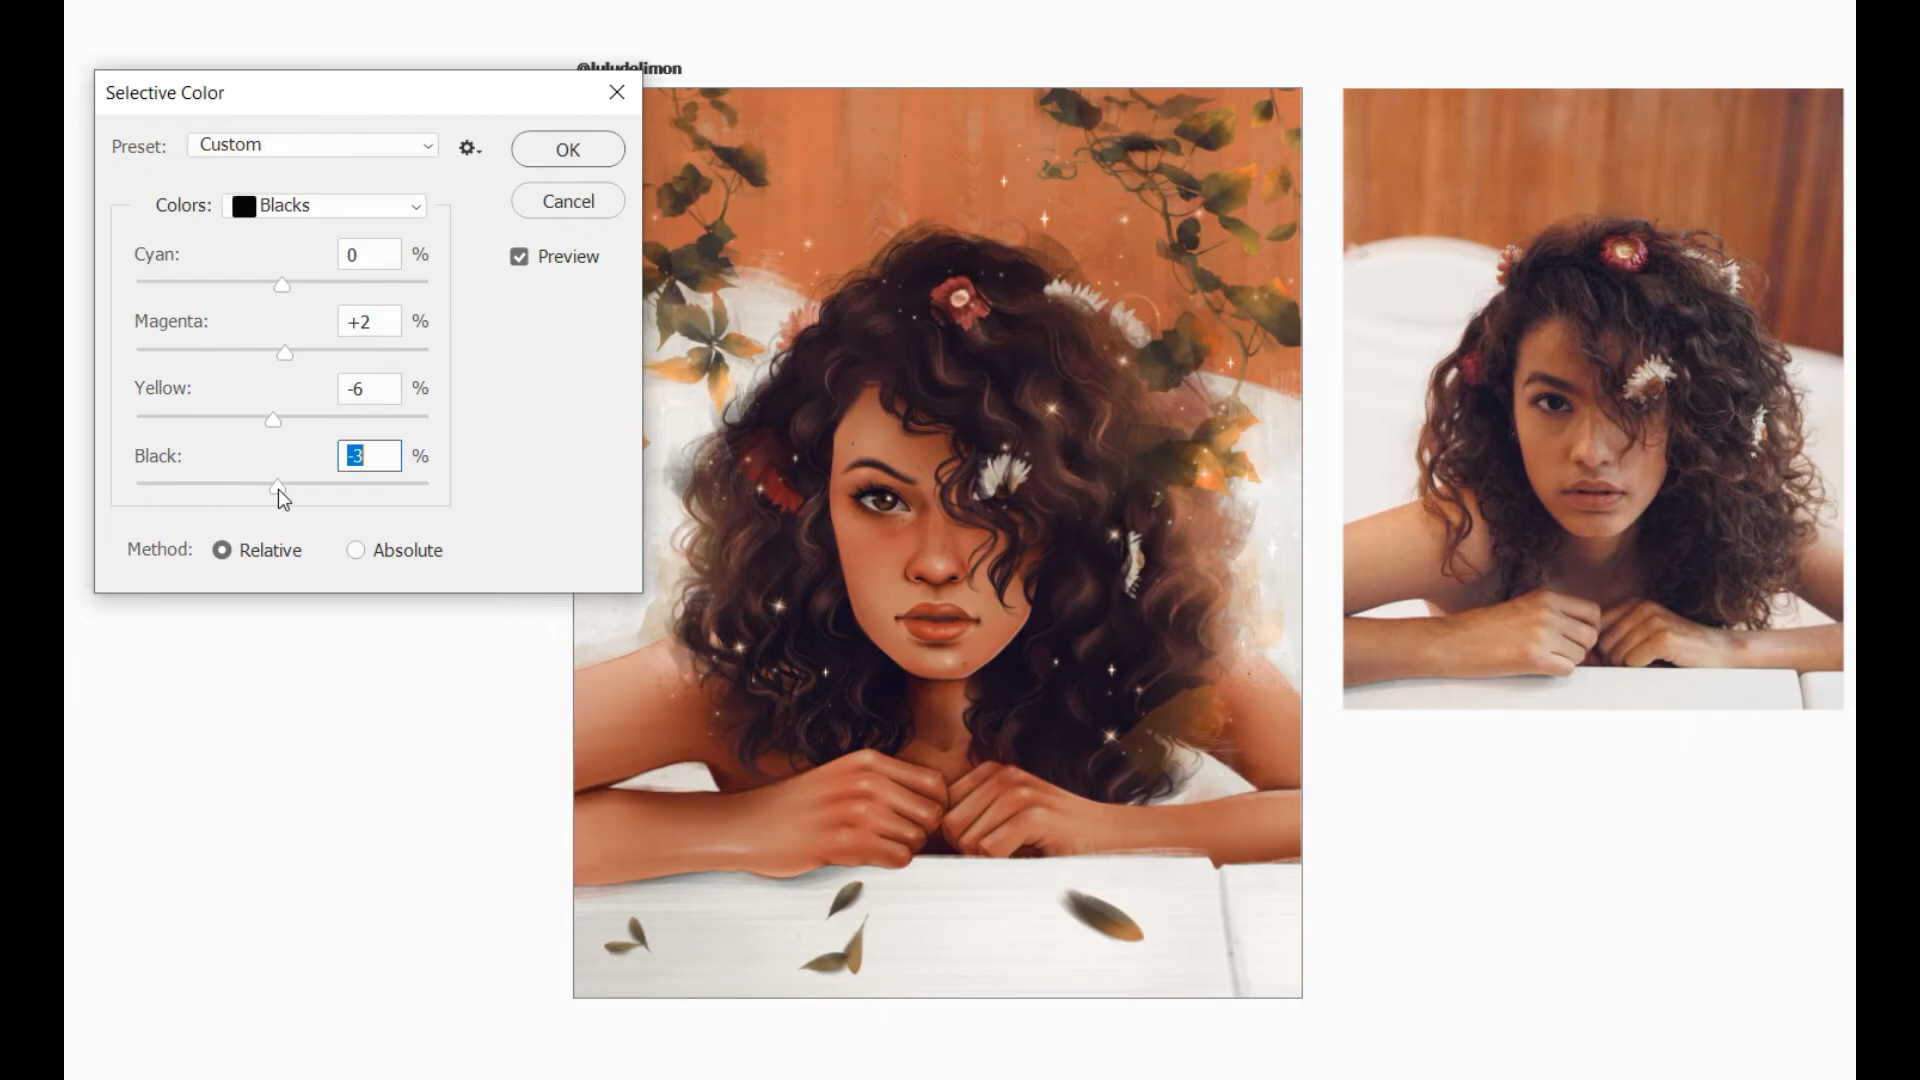 @luludelimon
Selective Color
Preset: Custom
OK
Colors: Blacks
Cancel
Cyan: 0 %
Preview
Magenta: +2 %
Yellow: -6 %
Black: -3 %
Method: Relative Absolute